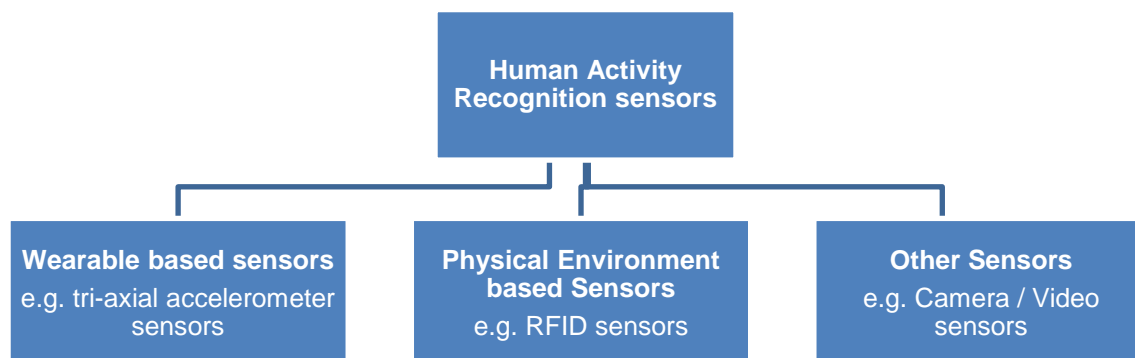 Human Activity
Recognition sensors
Wearable based sensors
e.g. tri-axial accelerometer
sensors
Physical Environment
based Sensors
e.g. RFID sensors
Other Sensors
e.g. Camera / Video
sensors